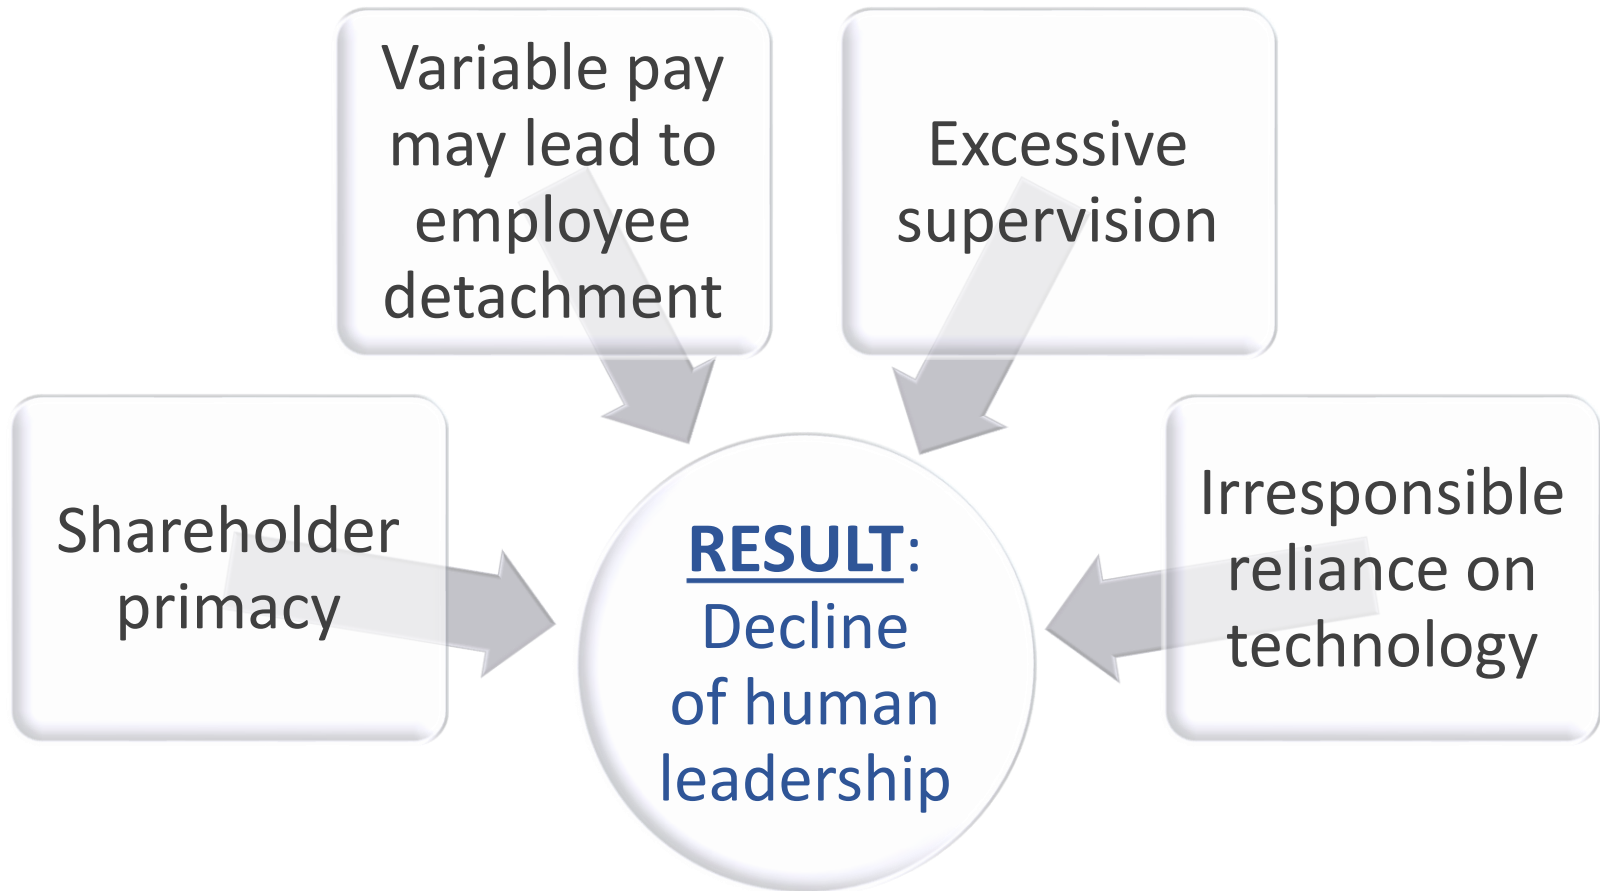 Variable pay
may lead to
employee
detachment
Excessive
supervision
Shareholder
primacy
Irresponsible
reliance on
technology
RESULT:
Decline
of human
leadership